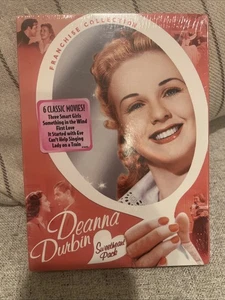 FRANCHISE COLLECTION
6 CLASSIC MOVIES!
Three Smart Girls
Something in the Wind
First Love
It Started with Eve
Can't Help Singing
Lady on a Train
Deanna
Durbin
Sweetheart
Pack